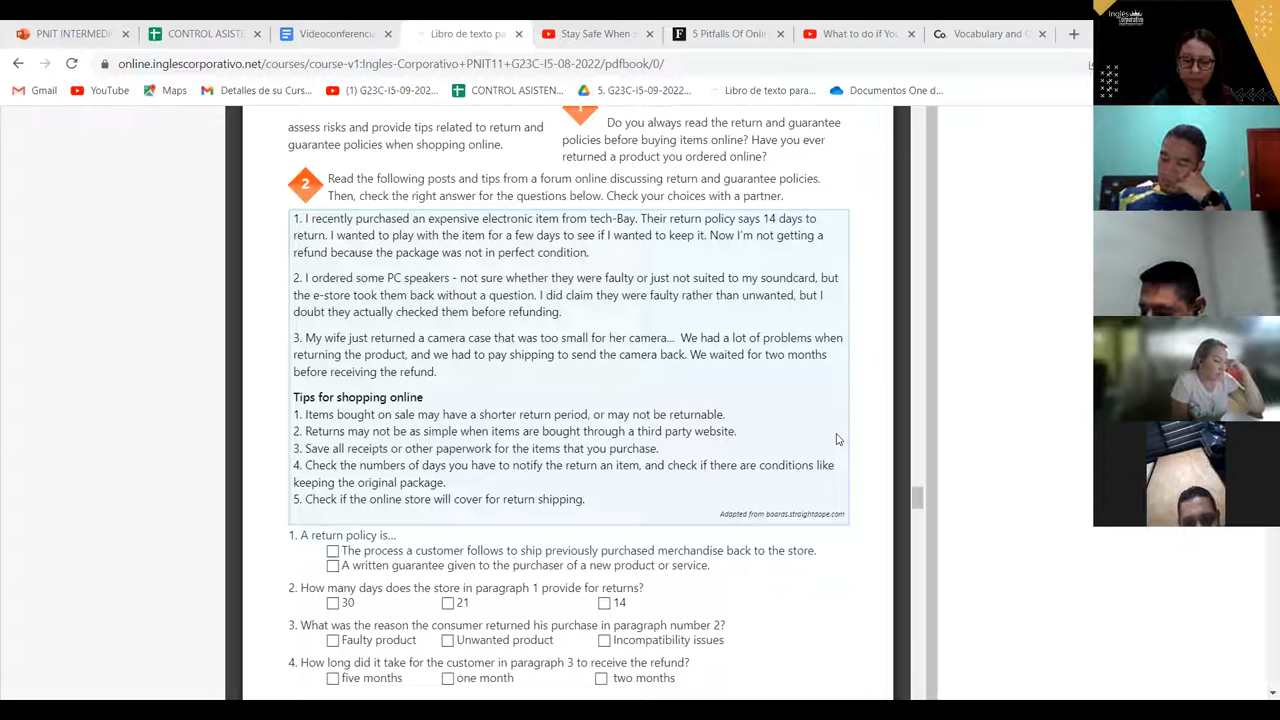 PNIT INTERMEDI
CONTROL ASISTE
Videoconferenci
Libro de texto pa
Stay Safe When
5 Pitfalls Of Onlin
What to do if You
Co. Vocabulary and G
online.inglescorporativo.net/courses/course-v1:Ingles-Corporativo+PNIT11+G23C-I5-08-2022/pdfbook/0/
Gmail
YouTube
Maps
Detalles de su Curs...
(1) G23C-I5-09-202...
CONTROL ASISTEN...
5. G23C-I5-09-2022...
Libro de texto para...
Documentos One d...
Inglés
Corporativo
assess risks and provide tips related to return and
guarantee policies when shopping online.
1
Do you always read the return and guarantee
policies before buying items online? Have you ever
returned a product you ordered online?
2
Read the following posts and tips from a forum online discussing return and guarantee policies.
Then, check the right answer for the questions below. Check your choices with a partner.
1. I recently purchased an expensive electronic item from tech-Bay. Their return policy says 14 days to
return. I wanted to play with the item for a few days to see if I wanted to keep it. Now I'm not getting a
refund because the package was not in perfect condition.
2. I ordered some PC speakers - not sure whether they were faulty or just not suited to my soundcard, but
the e-store took them back without a question. I did claim they were faulty rather than unwanted, but I
doubt they actually checked them before refunding.
3. My wife just returned a camera case that was too small for her camera... We had a lot of problems when
returning the product, and we had to pay shipping to send the camera back. We waited for two months
before receiving the refund.
Tips for shopping online
1. Items bought on sale may have a shorter return period, or may not be returnable.
2. Returns may not be as simple when items are bought through a third party website.
3. Save all receipts or other paperwork for the items that you purchase.
4. Check the numbers of days you have to notify the return an item, and check if there are conditions like
keeping the original package.
5. Check if the online store will cover for return shipping.
Adapted from boards.straightdope.com
1. A return policy is...
The process a customer follows to ship previously purchased merchandise back to the store.
A written guarantee given to the purchaser of a new product or service.
2. How many days does the store in paragraph 1 provide for returns?
30 21 14
3. What was the reason the consumer returned his purchase in paragraph number 2?
Faulty product Unwanted product Incompatibility issues
4. How long did it take for the customer in paragraph 3 to receive the refund?
five months one month two months